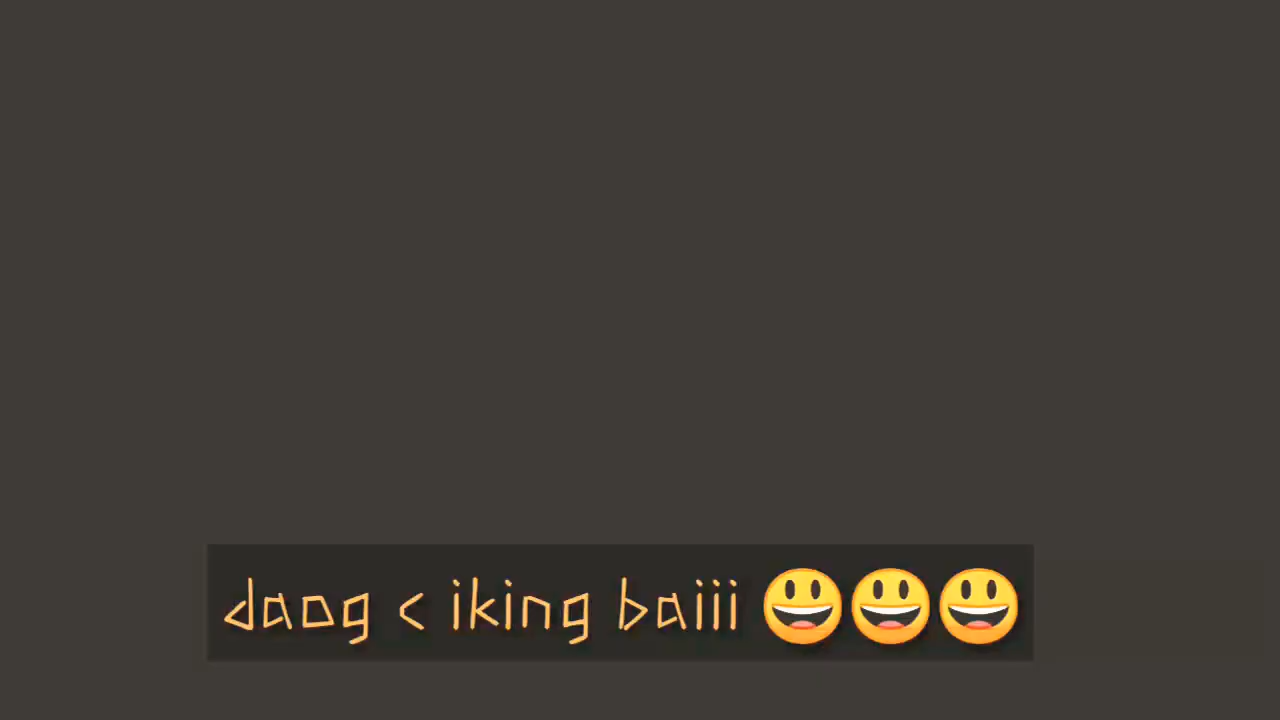 daog < iking baiii 😃😃😃